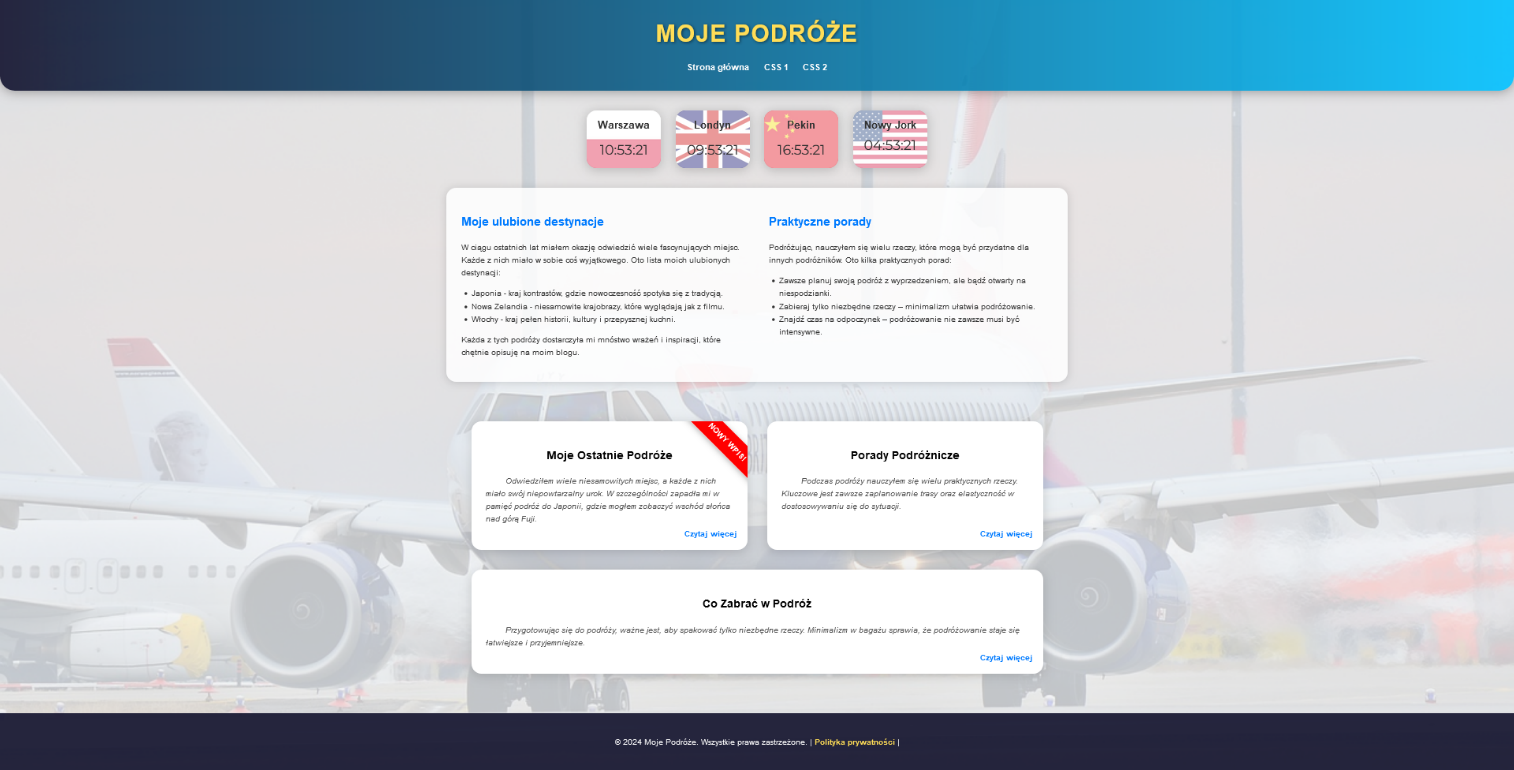 MOJE PODRÓŻE
Strona główna CSS 1 CSS 2
Warszawa
10:53:21
Londyn
09:53:21
Pekin
16:53:21
Nowy Jork
04:53:21
Moje ulubione destynacje
W ciągu ostatnich lat miałem okazję odwiedzić wiele fascynujących miejsc.
Każde z nich miało w sobie coś wyjątkowego. Oto lista moich ulubionych
destynacji:
• Japonia - kraj kontrastów, gdzie nowoczesność spotyka się z tradycją.
• Nowa Zelandia - niesamowite krajobrazy, które wyglądają jak z filmu.
• Włochy - kraj pełen historii, kultury i przepysznej kuchni.
Każda z tych podróży dostarczyła mi mnóstwo wrażeń i inspiracji, które
chętnie opisuję na moim blogu.
Praktyczne porady
Podróżując, nauczyłem się wielu rzeczy, które mogą być przydatne dla
innych podróżników. Oto kilka praktycznych porad:
• Zawsze planuj swoją podróż z wyprzedzeniem, ale bądź otwarty na
niespodzianki.
• Zabieraj tylko niezbędne rzeczy – minimalizm ułatwia podróżowanie.
• Znajdź czas na odpoczynek – podróżowanie nie zawsze musi być
intensywne.
NOWY WPIS!
Moje Ostatnie Podróże
Odwiedziłem wiele niesamowitych miejsc, a każde z nich
miało swój niepowtarzalny urok. W szczególności zapadła mi w
pamięć podróż do Japonii, gdzie mogłem zobaczyć wschód słońca
nad górą Fuji.
Czytaj więcej
Porady Podróżnicze
Podczas podróży nauczyłem się wielu praktycznych rzeczy.
Kluczowe jest zawsze zaplanowanie trasy oraz elastyczność w
dostosowywaniu się do sytuacji.
Czytaj więcej
Co Zabrać w Podróż
Przygotowując się do podróży, ważne jest, aby spakować tylko niezbędne rzeczy. Minimalizm w bagażu sprawia, że podróżowanie staje się
łatwiejsze i przyjemniejsze.
Czytaj więcej
© 2024 Moje Podróże. Wszystkie prawa zastrzeżone. | Polityka prywatności |